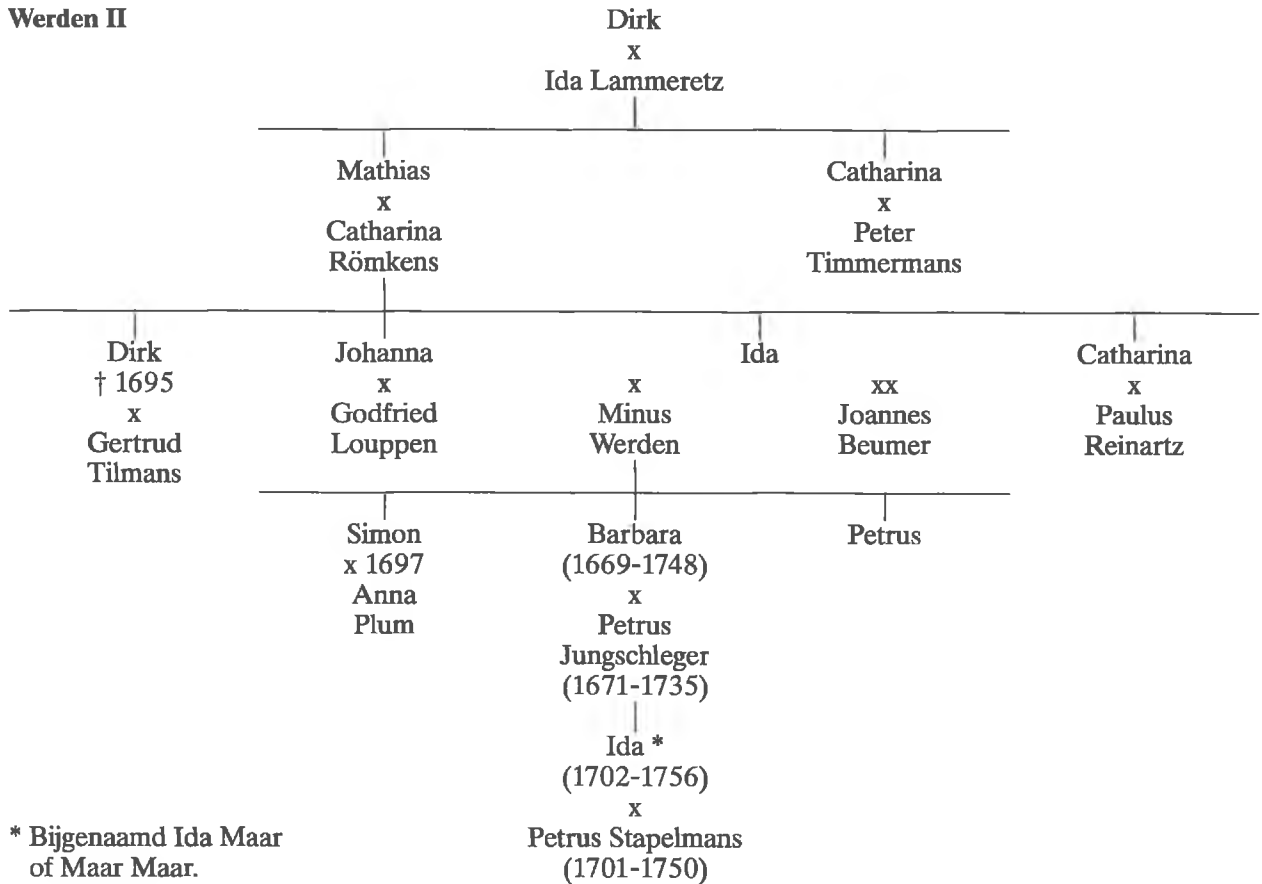 Werden II
Dirk
x
Ida Lammeretz
Mathias
x
Catharina
Römkens
Catharina
x
Peter
Timmermans
Dirk
† 1695
x
Gertrud
Tilmans
Johanna
x
Godfried
Louppen
Ida
x
Minus
Werden
xx
Joannes
Beumer
Catharina
x
Paulus
Reinartz
Simon
x 1697
Anna
Plum
Barbara
(1669-1748)
x
Petrus
Jungschleger
(1671-1735)
Petrus
Ida *
(1702-1756)
x
Petrus Stapelmans
(1701-1750)
* Bijgenaamd Ida Maar
of Maar Maar.